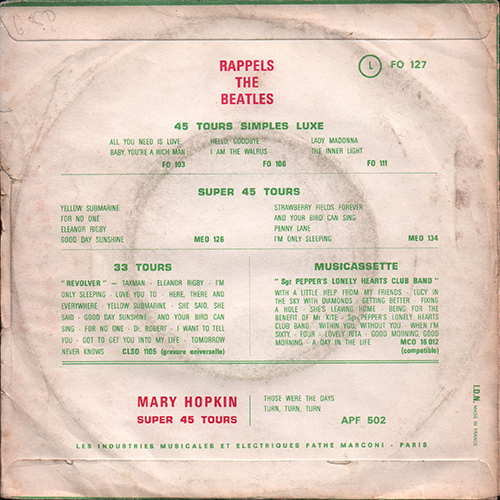 RAPPELS
THE
BEATLES
L FO 127
45 TOURS SIMPLES LUXE
ALL YOU NEED IS LOVE
BABY, YOU'RE A RICH MAN
FO 103
HELLO, GOODBYE
I AM THE WALRUS
FO 106
LADY MADONNA
THE INNER LIGHT
FO 111
SUPER 45 TOURS
YELLOW SUBMARINE
FOR NO ONE
ELEANOR RIGBY
GOOD DAY SUNSHINE MEO 126
STRAWBERRY FIELDS FOREVER
AND YOUR BIRD CAN SING
PENNY LANE
I'M ONLY SLEEPING MEO 134
33 TOURS
"REVOLVER" - TAXMAN - ELEANOR RIGBY - I'M
ONLY SLEEPING - LOVE YOU TO - HERE, THERE AND
EVERYWHERE - YELLOW SUBMARINE - SHE SAID, SHE
SAID - GOOD DAY SUNSHINE - AND YOUR BIRD CAN
SING - FOR NO ONE - Dr. ROBERT - I WANT TO TELL
YOU - GOT TO GET YOU INTO MY LIFE - TOMORROW
NEVER KNOWS CLSO 1105 (gravure universelle)
MUSICASSETTE
"Sgt PEPPER'S LONELY HEARTS CLUB BAND"
WITH A LITTLE HELP FROM MY FRIENDS - LUCY IN
THE SKY WITH DIAMONDS - GETTING BETTER - FIXING
A HOLE - SHE'S LEAVING HOME - BEING FOR THE
BENEFIT OF Mr. KITE - Sgt PEPPER'S LONELY HEARTS
CLUB BAND. WITHIN YOU, WITHOUT YOU - WHEN I'M
SIXTY - FOUR - LOVELY RITA - GOOD MORNING, GOOD
MORNING - A DAY IN THE LIFE MCO 16 012
(compatible)
MARY HOPKIN
SUPER 45 TOURS
THOSE WERE THE DAYS
TURN, TURN, TURN
APF 502
I.D.N. MADE IN FRANCE
LES INDUSTRIES MUSICALES ET ELECTRIQUES PATHE MARCONI - PARIS